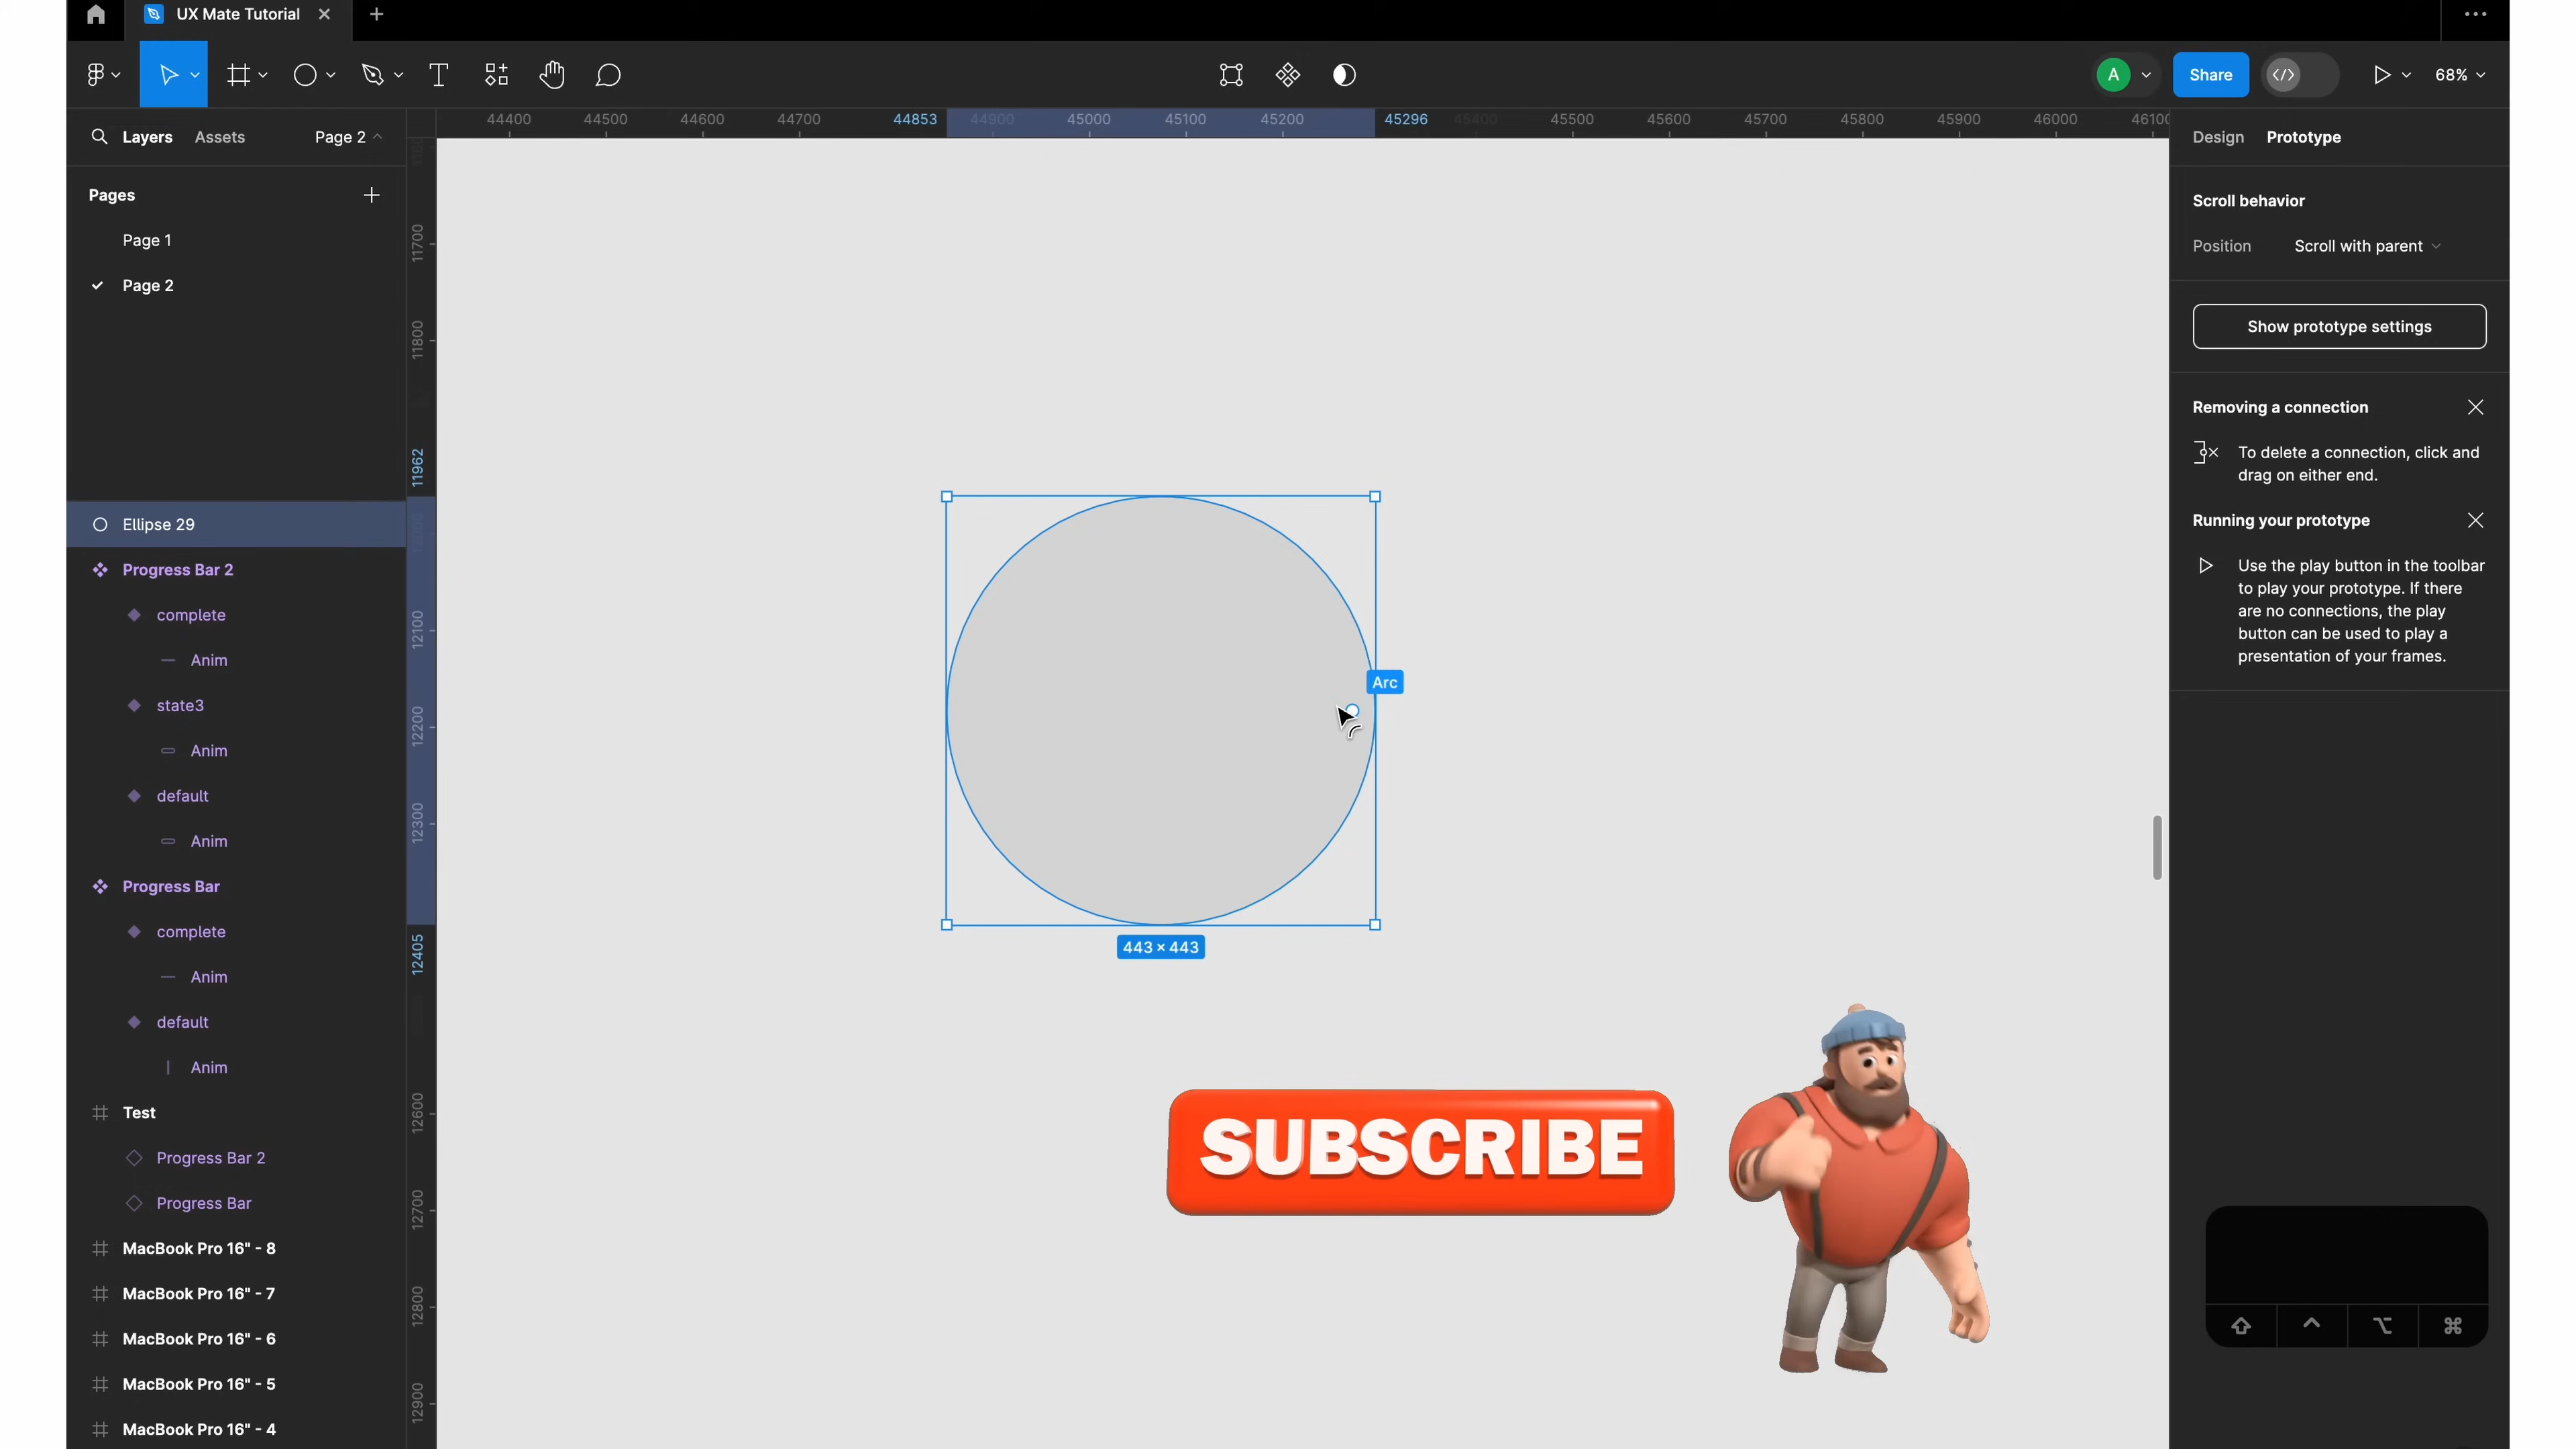 UX Mate Tutorial
A
Share
68%
Layers
Assets
Page 2
Pages
Page 1
Page 2
Ellipse 29
Progress Bar 2
complete
Anim
state3
Anim
default
Anim
Progress Bar
complete
Anim
default
Anim
Test
Progress Bar 2
Progress Bar
MacBook Pro 16" - 8
MacBook Pro 16" - 7
MacBook Pro 16" - 6
MacBook Pro 16" - 5
MacBook Pro 16" - 4
44400 44500 44600 44700 44853 44900 45000 45100 45200 45296 45400 45500 45600 45700 45800 45900 46000
11700
11800
11962
12100
12200
12300
12405
12600
12700
12800
12900
Arc
443 × 443
SUBSCRIBE
Design
Prototype
Scroll behavior
Position
Scroll with parent
Show prototype settings
Removing a connection
To delete a connection, click and
drag on either end.
Running your prototype
Use the play button in the toolbar
to play your prototype. If there
are no connections, the play
button can be used to play a
presentation of your frames.